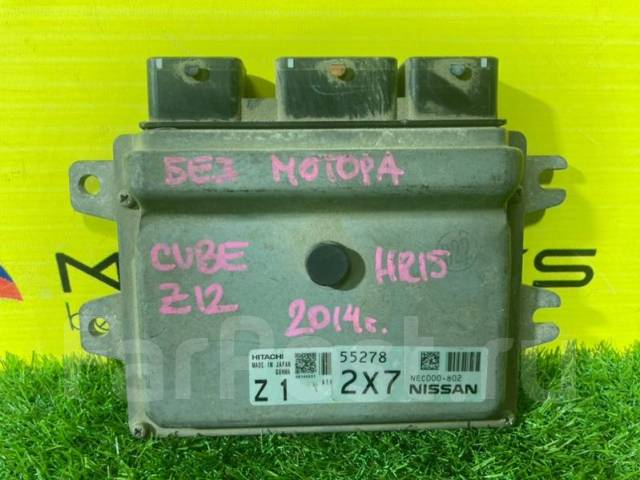 БЕЗ МОТОРА
CUBE HR15
Z12 2014г.
HITACHI
MADE IN JAPAN
55278
Z1 2X7
NEC000-802
NISSAN